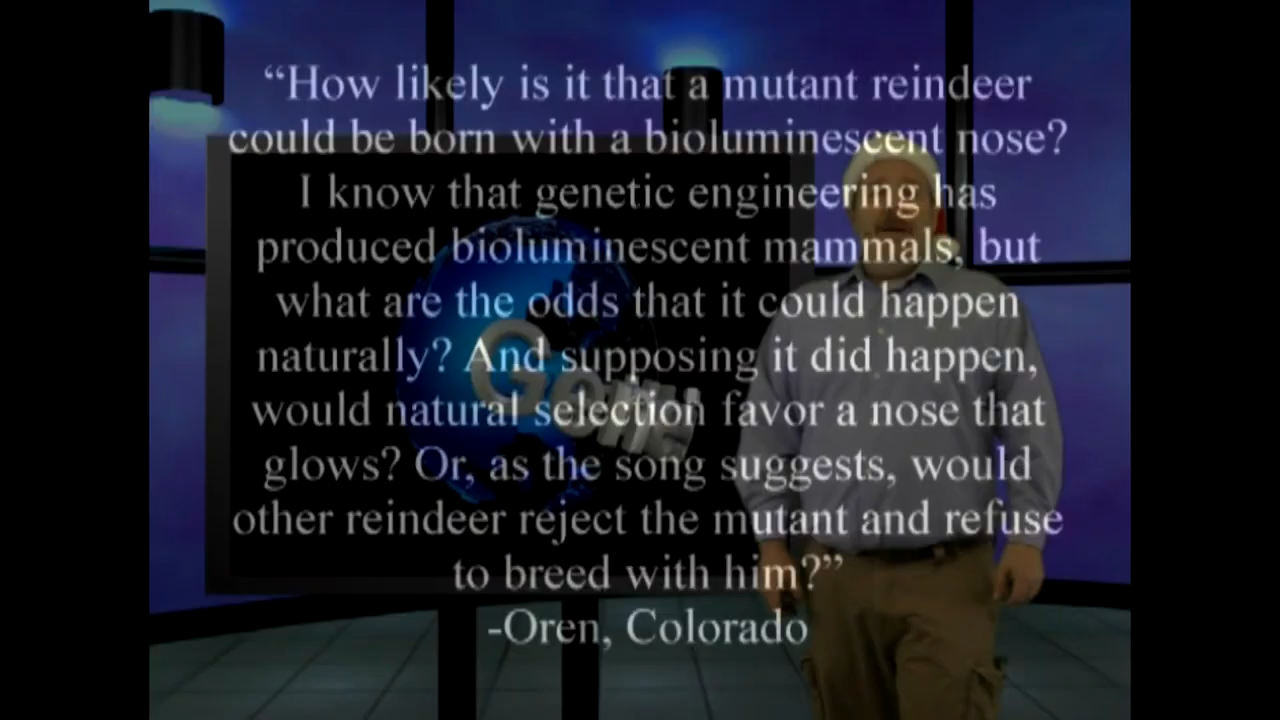 “How likely is it that a mutant reindeer
could be born with a bioluminescent nose?
I know that genetic engineering has
produced bioluminescent mammals, but
what are the odds that it could happen
naturally? And supposing it did happen,
would natural selection favor a nose that
glows? Or, as the song suggests, would
other reindeer reject the mutant and refuse
to breed with him?”
-Oren, Colorado